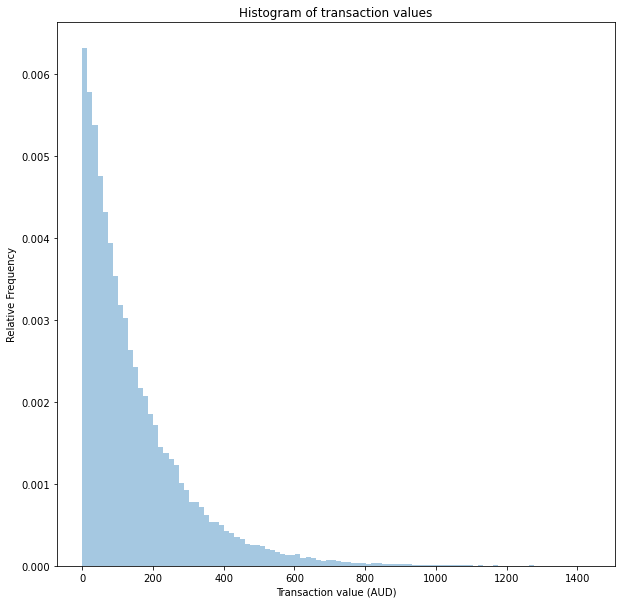 Histogram of transaction values
Relative Frequency
0.006
0.005
0.004
0.003
0.002
0.001
0.000
0 200 400 600 800 1000 1200 1400
Transaction value (AUD)